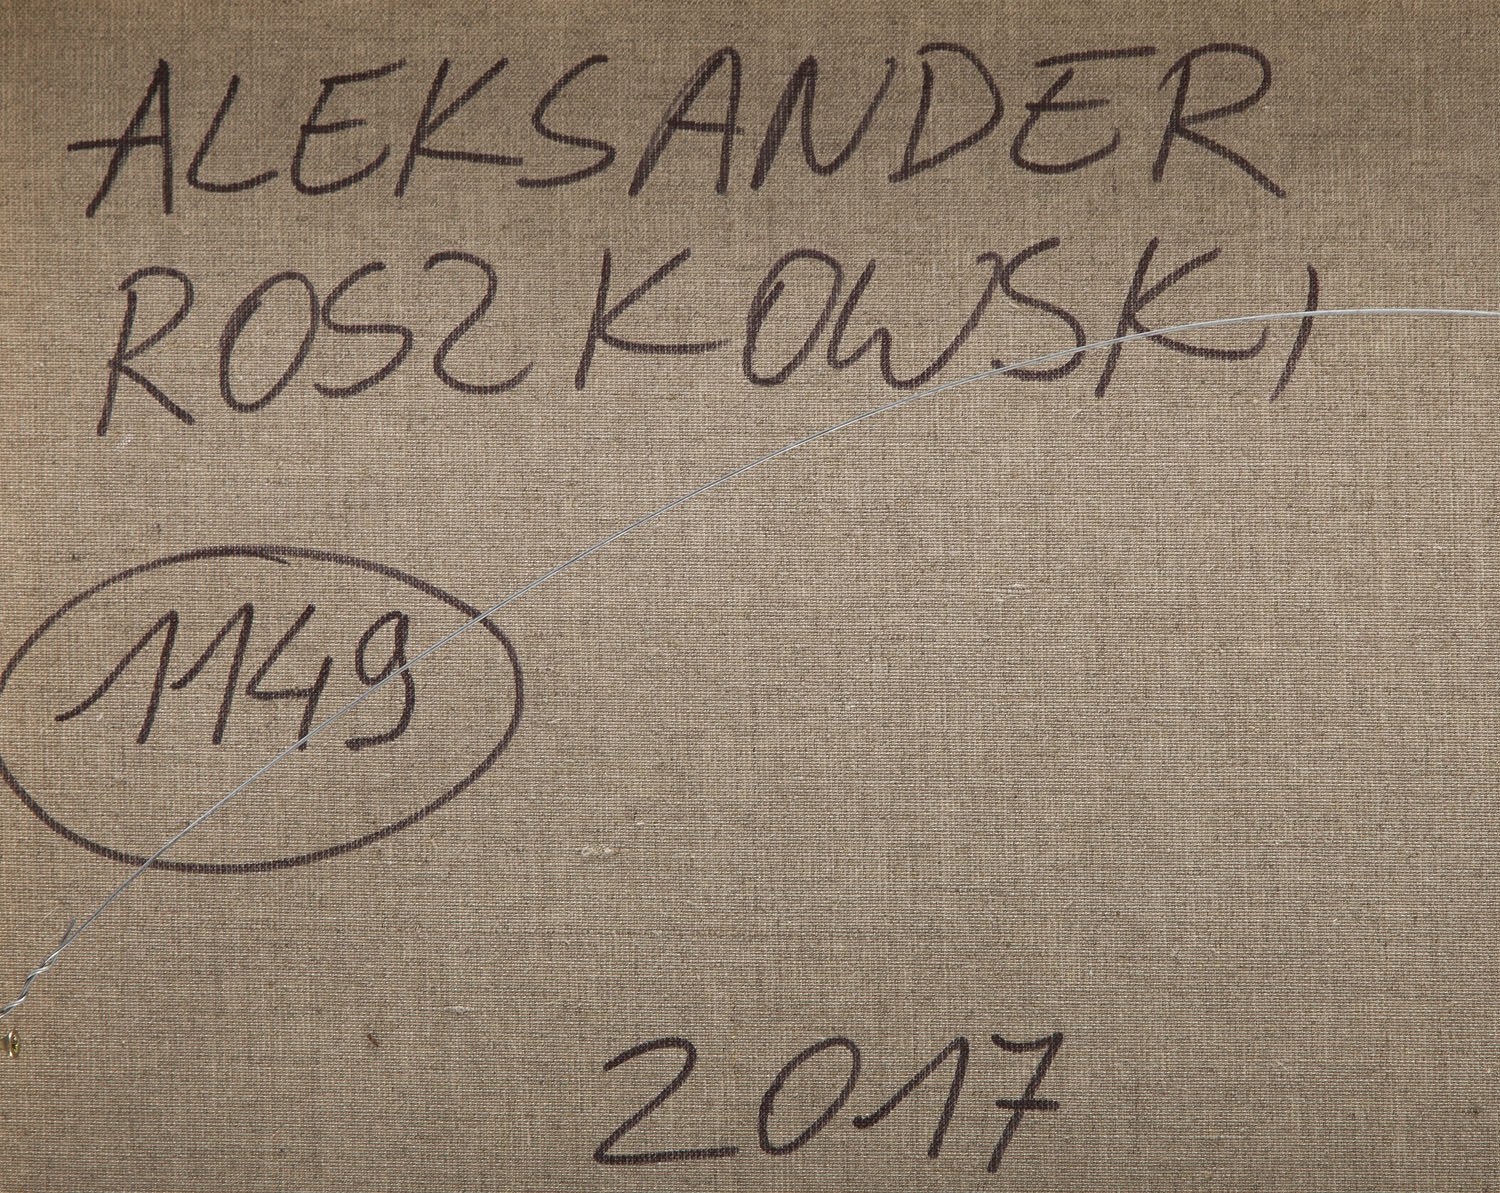 ALEKSANDER
ROSZKOWSKI
1149
2017